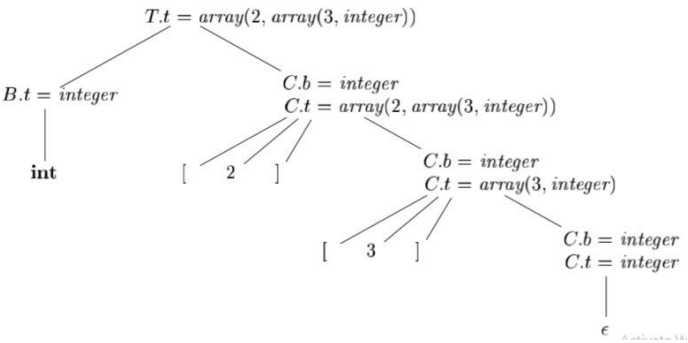 T.t = array(2, array(3, integer))
B.t = integer
C.b = integer
C.t = array(2, array(3, integer))
int
[ 2 ]
C.b = integer
C.t = array(3, integer)
[ 3 ]
C.b = integer
C.t = integer
ϵ